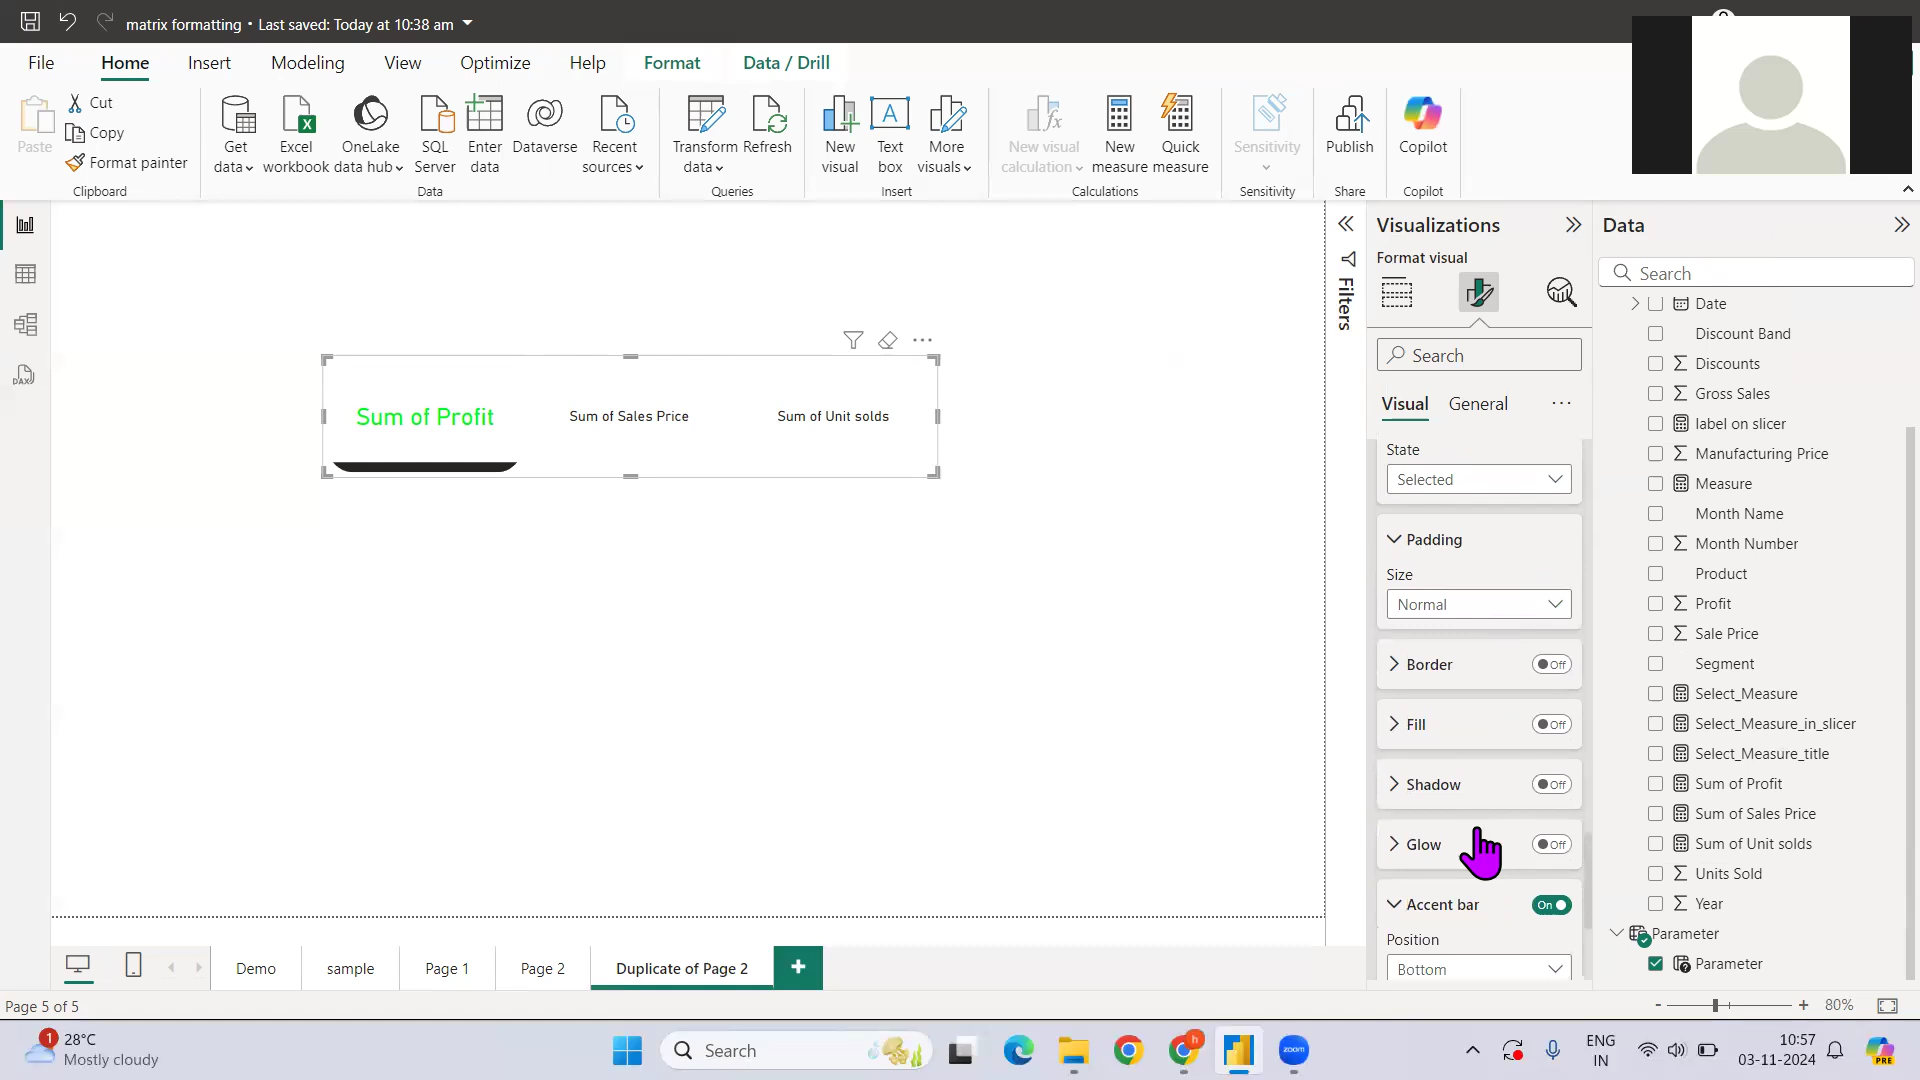 matrix formatting • Last saved: Today at 10:38 am
File Home Insert Modeling View Optimize Help Format Data / Drill
Paste
Cut
Copy
Format painter
Clipboard
Get data
Excel workbook
OneLake data hub
SQL Server
Enter data
Dataverse
Recent sources
Data
Transform data
Refresh
Queries
New visual
Text box
More visuals
Insert
New visual calculation
New measure
Quick measure
Calculations
Sensitivity
Sensitivity
Publish
Share
Copilot
Copilot
Sum of Profit
Sum of Sales Price
Sum of Unit solds
Filters
Visualizations
Format visual
Search
Visual General
State
Selected
Padding
Size
Normal
Border Off
Fill Off
Shadow Off
Glow Off
Accent bar On
Position
Bottom
Data
Search
Date
Discount Band
Discounts
Gross Sales
label on slicer
Manufacturing Price
Measure
Month Name
Month Number
Product
Profit
Sale Price
Segment
Select_Measure
Select_Measure_in_slicer
Select_Measure_title
Sum of Profit
Sum of Sales Price
Sum of Unit solds
Units Sold
Year
Parameter
Parameter
DAX
Demo sample Page 1 Page 2 Duplicate of Page 2 +
Page 5 of 5
- + 80%
1
28°C
Mostly cloudy
Search
h
zoom
ENG
IN
10:57
03-11-2024
PRE